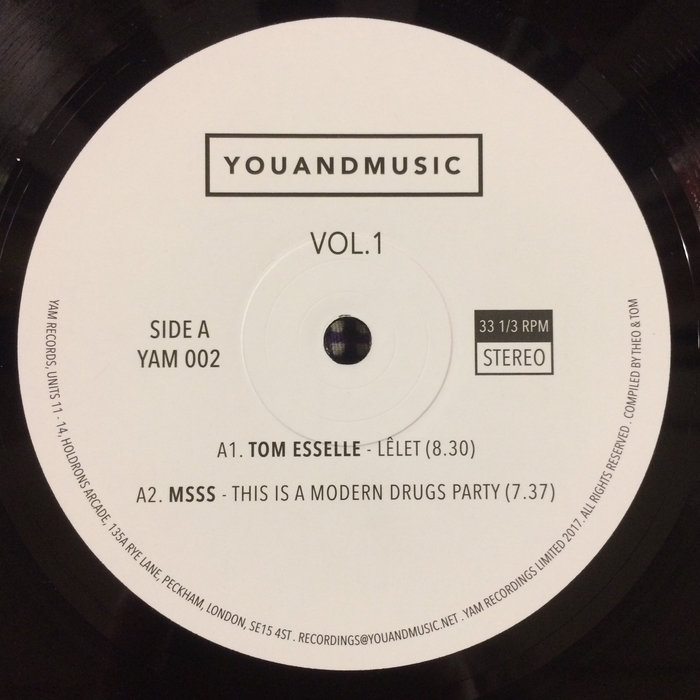 YOUANDMUSIC
VOL.1
SIDE A
YAM 002
33 1/3 RPM
STEREO
A1. TOM ESSELLE - LÊLET (8.30)
A2. MSSS - THIS IS A MODERN DRUGS PARTY (7.37)
YAM RECORDS, UNITS 11 - 14, HOLDRONS ARCADE, 135A RYE LANE, PECKHAM, LONDON, SE15 4ST . RECORDINGS@YOUANDMUSIC.NET . YAM RECORDINGS LIMITED 2017. ALL RIGHTS RESERVED . COMPILED BY THEO & TOM